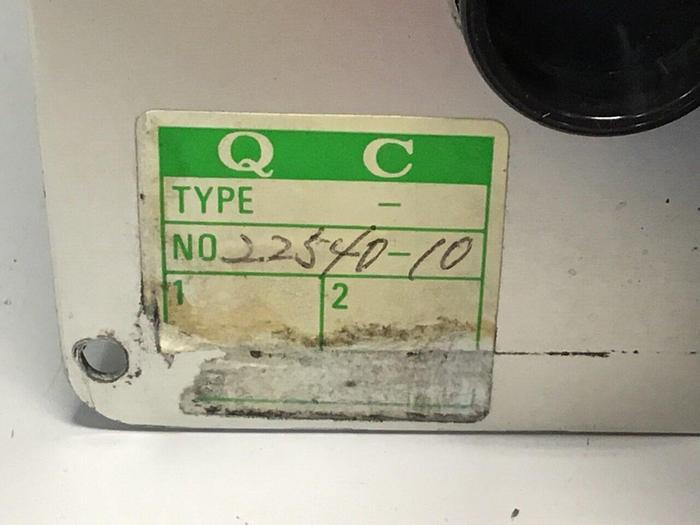 Q C
TYPE -
NO 22540-10
1 2